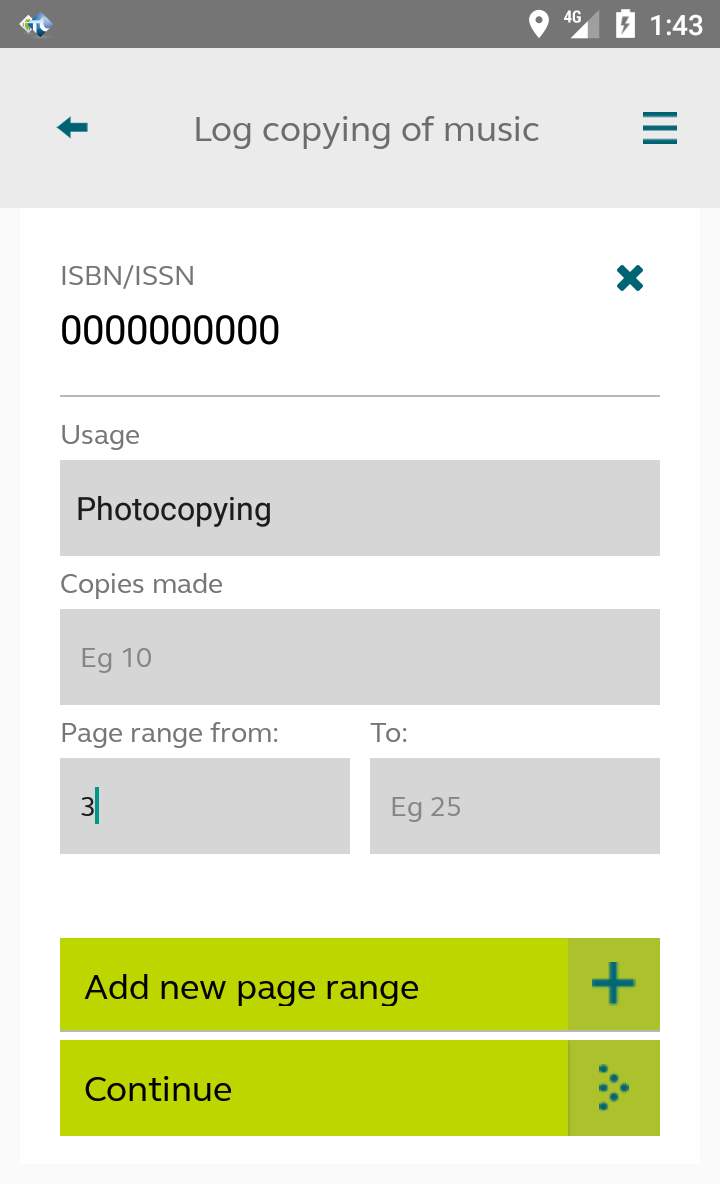 4G 1:43
Log copying of music
ISBN/ISSN
0000000000
Usage
Photocopying
Copies made
Eg 10
Page range from: To:
3 Eg 25
Add new page range
Continue